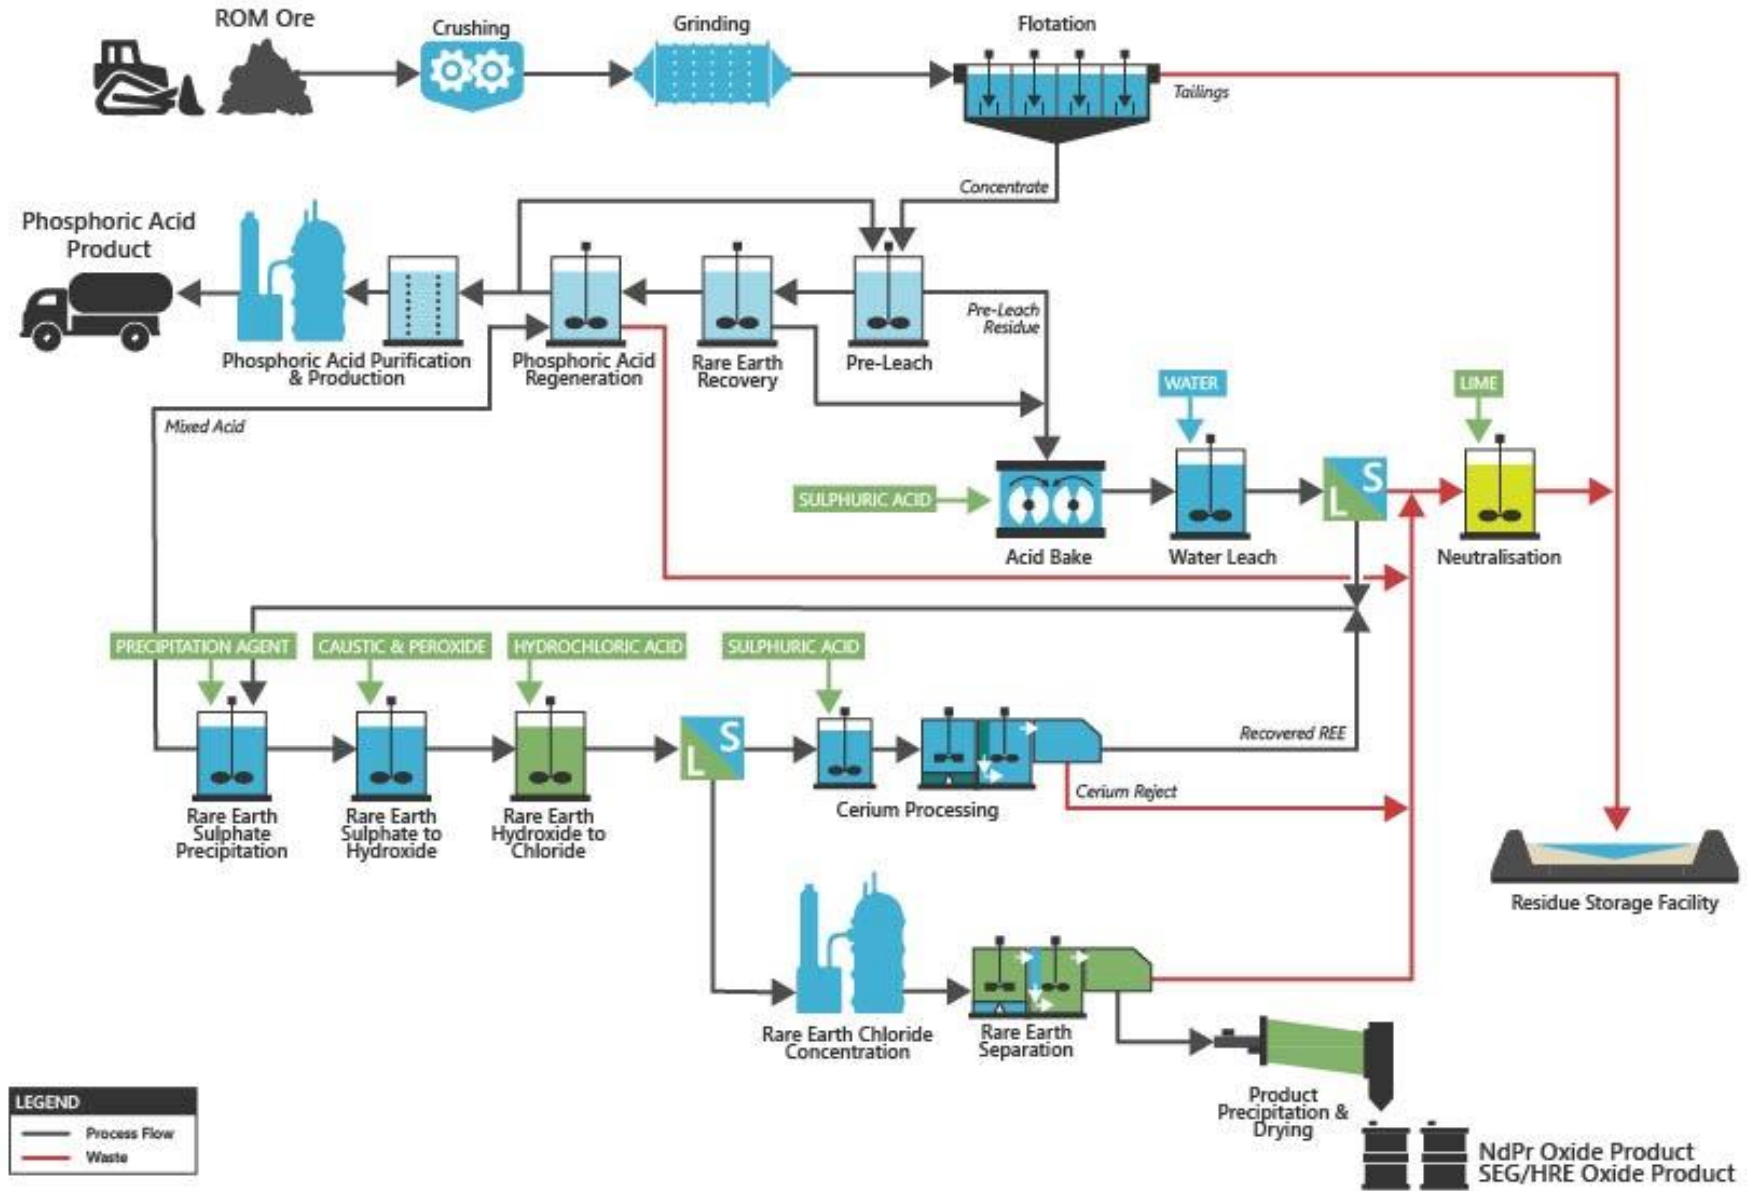 ROM Ore
Crushing
Grinding
Flotation
Tailings
Concentrate
Phosphoric Acid
Product
Pre-Leach
Residue
Phosphoric Acid Purification
& Production
Phosphoric Acid
Regeneration
Rare Earth
Recovery
Pre-Leach
WATER
LIME
Mixed Acid
SULPHURIC ACID
S
L
Acid Bake
Water Leach
Neutralisation
PRECIPITATION AGENT
CAUSTIC & PEROXIDE
HYDROCHLORIC ACID
SULPHURIC ACID
S
L
Recovered REE
Cerium Reject
Rare Earth
Sulphate
Precipitation
Rare Earth
Sulphate to
Hydroxide
Rare Earth
Hydroxide to
Chloride
Cerium Processing
Residue Storage Facility
Rare Earth Chloride
Concentration
Rare Earth
Separation
Product
Precipitation &
Drying
LEGEND
Process Flow
Waste
NdPr Oxide Product
SEG/HRE Oxide Product